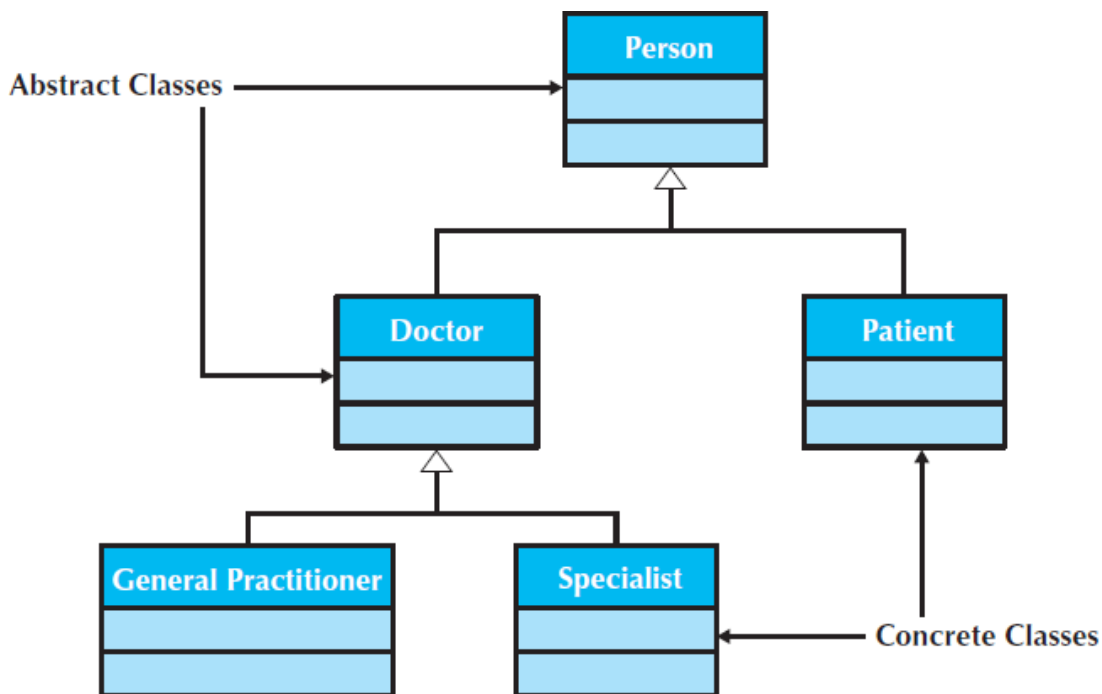 Person
Abstract Classes
Doctor
Patient
General Practitioner
Specialist
Concrete Classes